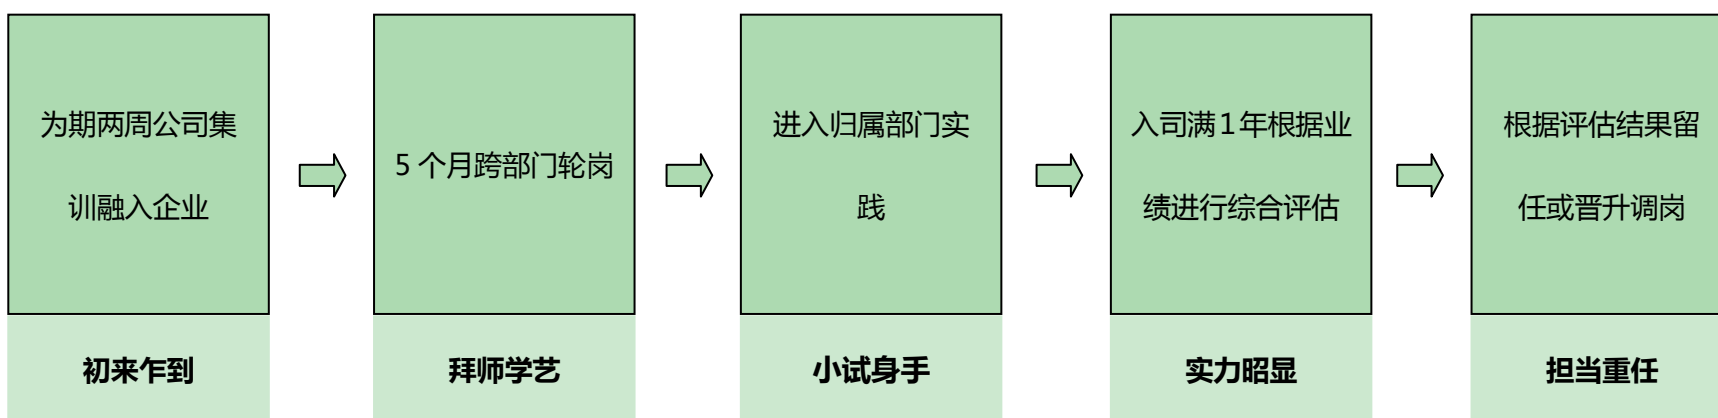 为期两周公司集
训融入企业
5 个月跨部门轮岗
进入归属部门实
践
入司满1年根据业
绩进行综合评估
根据评估结果留
任或晋升调岗
初来乍到
拜师学艺
小试身手
实力昭显
担当重任